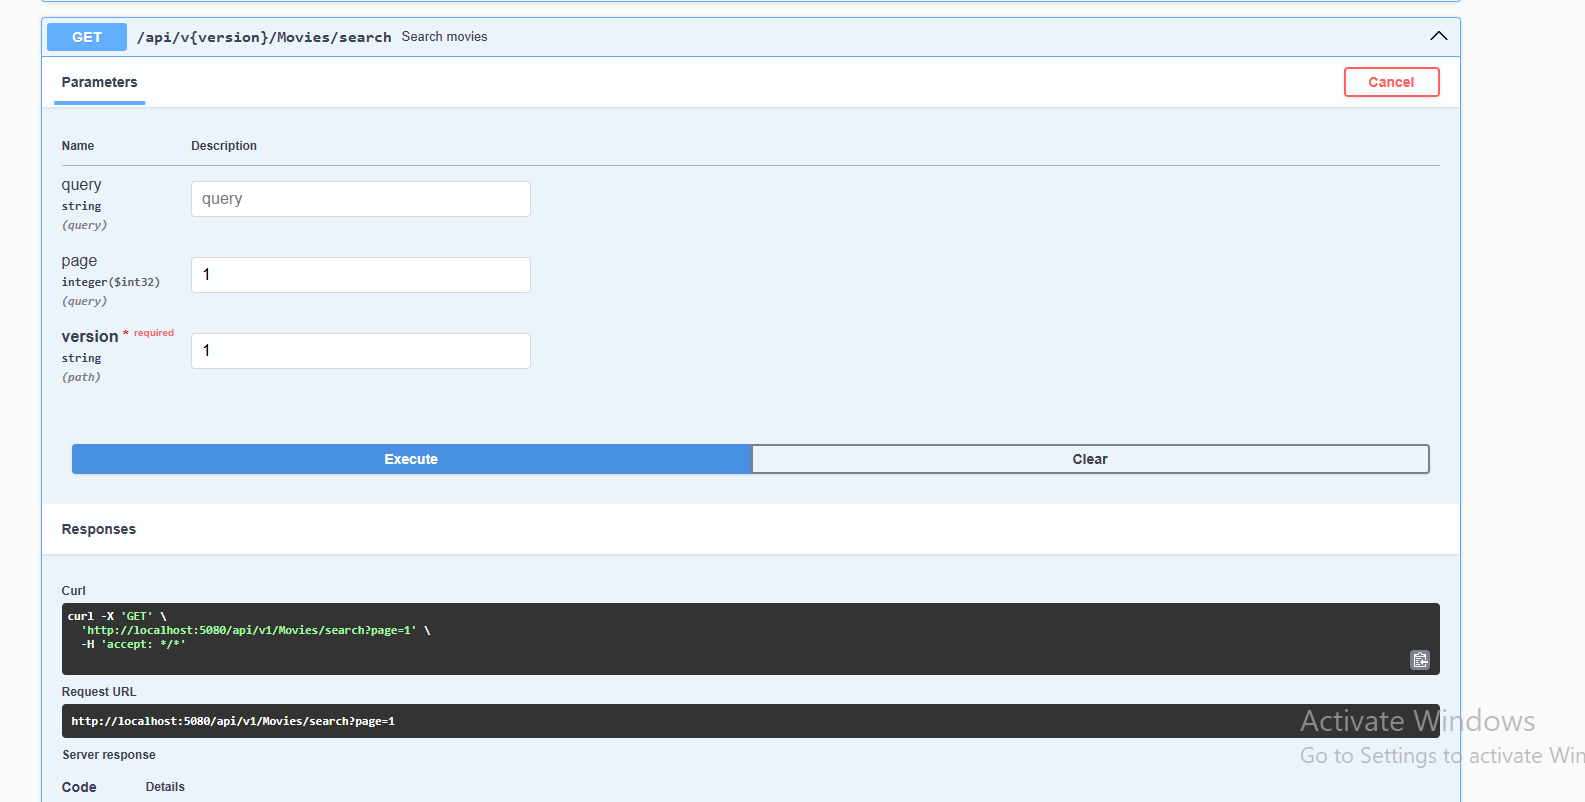 GET /api/v{version}/Movies/search Search movies
Parameters
Cancel
Name Description
query
string
(query)
query
page
integer($int32)
(query)
1
version * required
string
(path)
1
Execute
Clear
Responses
Curl
curl -X 'GET' \
'http://localhost:5080/api/v1/Movies/search?page=1' \
-H 'accept: */*'
Request URL
http://localhost:5080/api/v1/Movies/search?page=1
Server response
Code Details
Activate Windows
Go to Settings to activate Win